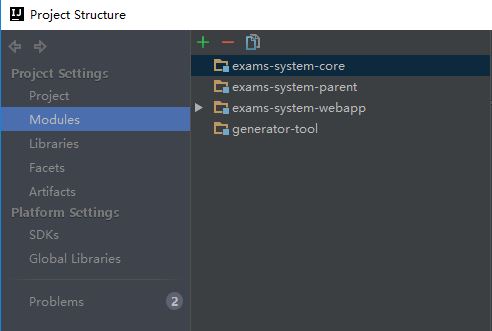 IJ
Project Structure
Project Settings
Project
Modules
Libraries
Facets
Artifacts
Platform Settings
SDKs
Global Libraries
Problems
2
exams-system-core
exams-system-parent
exams-system-webapp
generator-tool